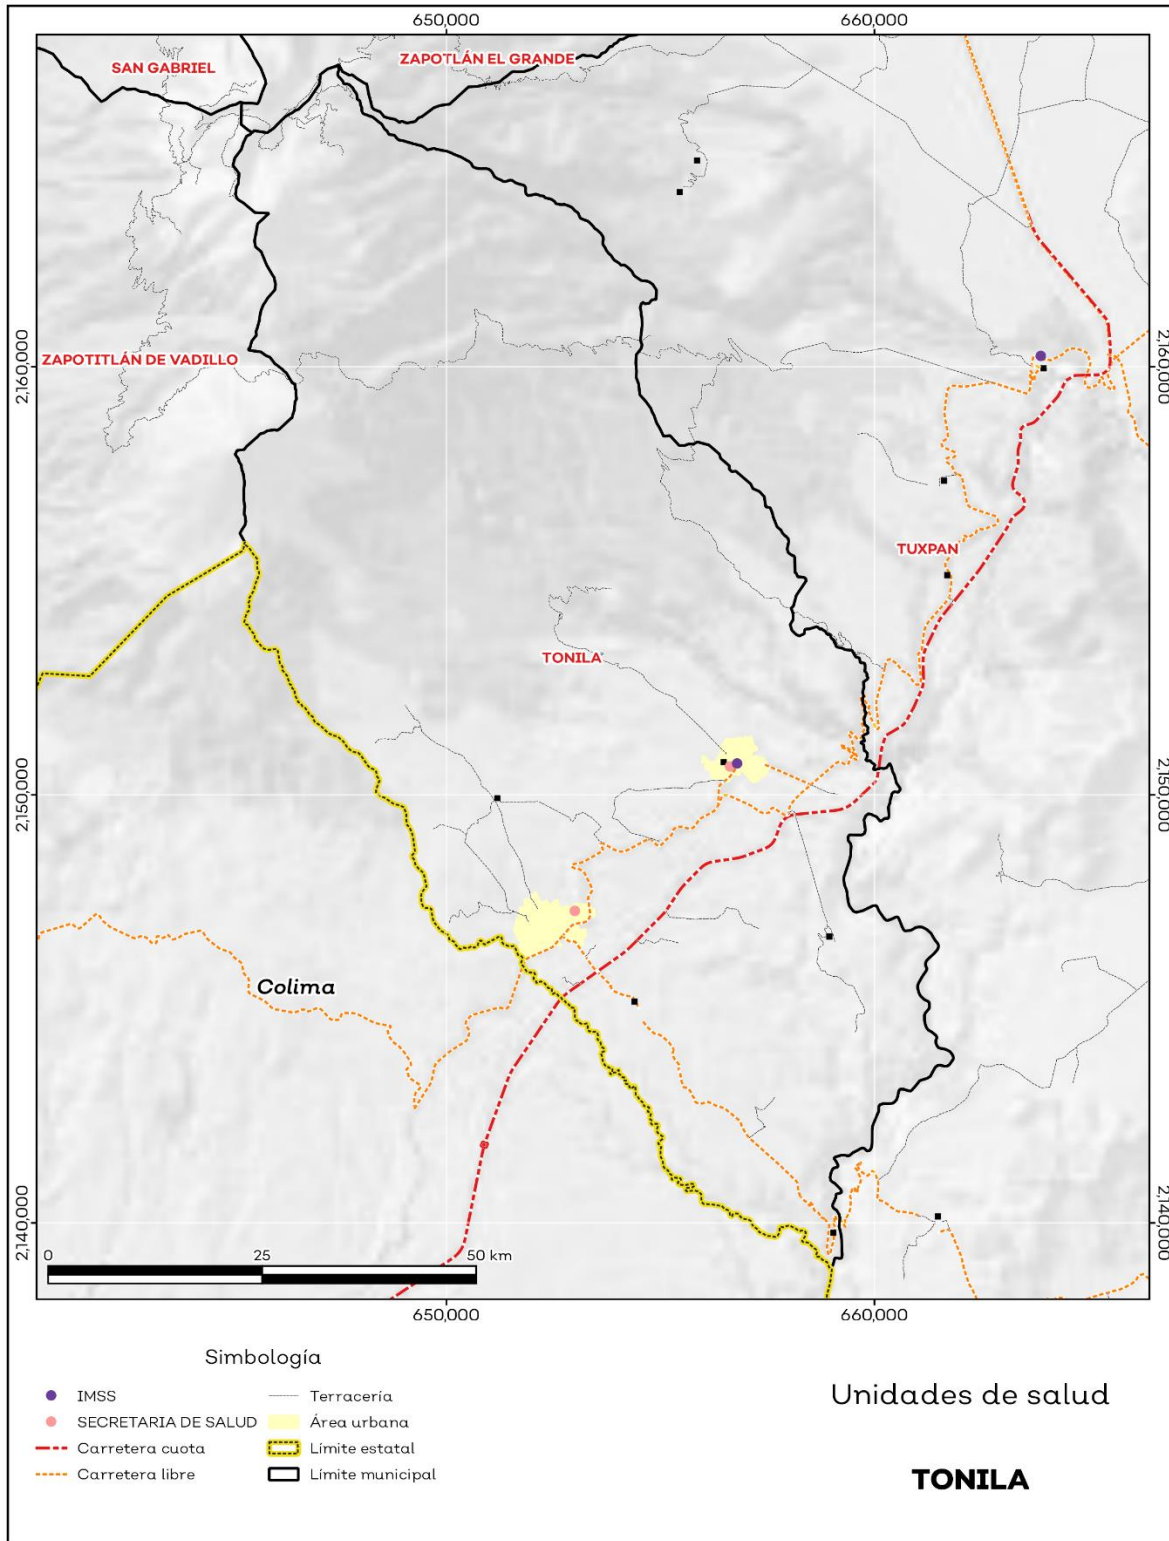 650,000
660,000
ZAPOTLÁN EL GRANDE
SAN GABRIEL
ZAPOTITLÁN DE VADILLO
2,160,000
2,160,000
TUXPAN
TONILA
2,150,000
2,150,000
Colima
2,140,000
2,140,000
0
25
50 km
650,000
660,000
Simbología
IMSS
SECRETARIA DE SALUD
Carretera cuota
Carretera libre
Terracería
Área urbana
Límite estatal
Límite municipal
Unidades de salud
TONILA